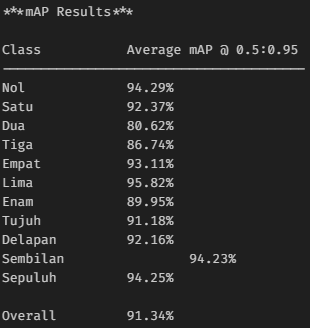 ***mAP Results***
Class Average mAP @ 0.5:0.95
Nol 94.29%
Satu 92.37%
Dua 80.62%
Tiga 86.74%
Empat 93.11%
Lima 95.82%
Enam 89.95%
Tujuh 91.18%
Delapan 92.16%
Sembilan 94.23%
Sepuluh 94.25%
Overall 91.34%